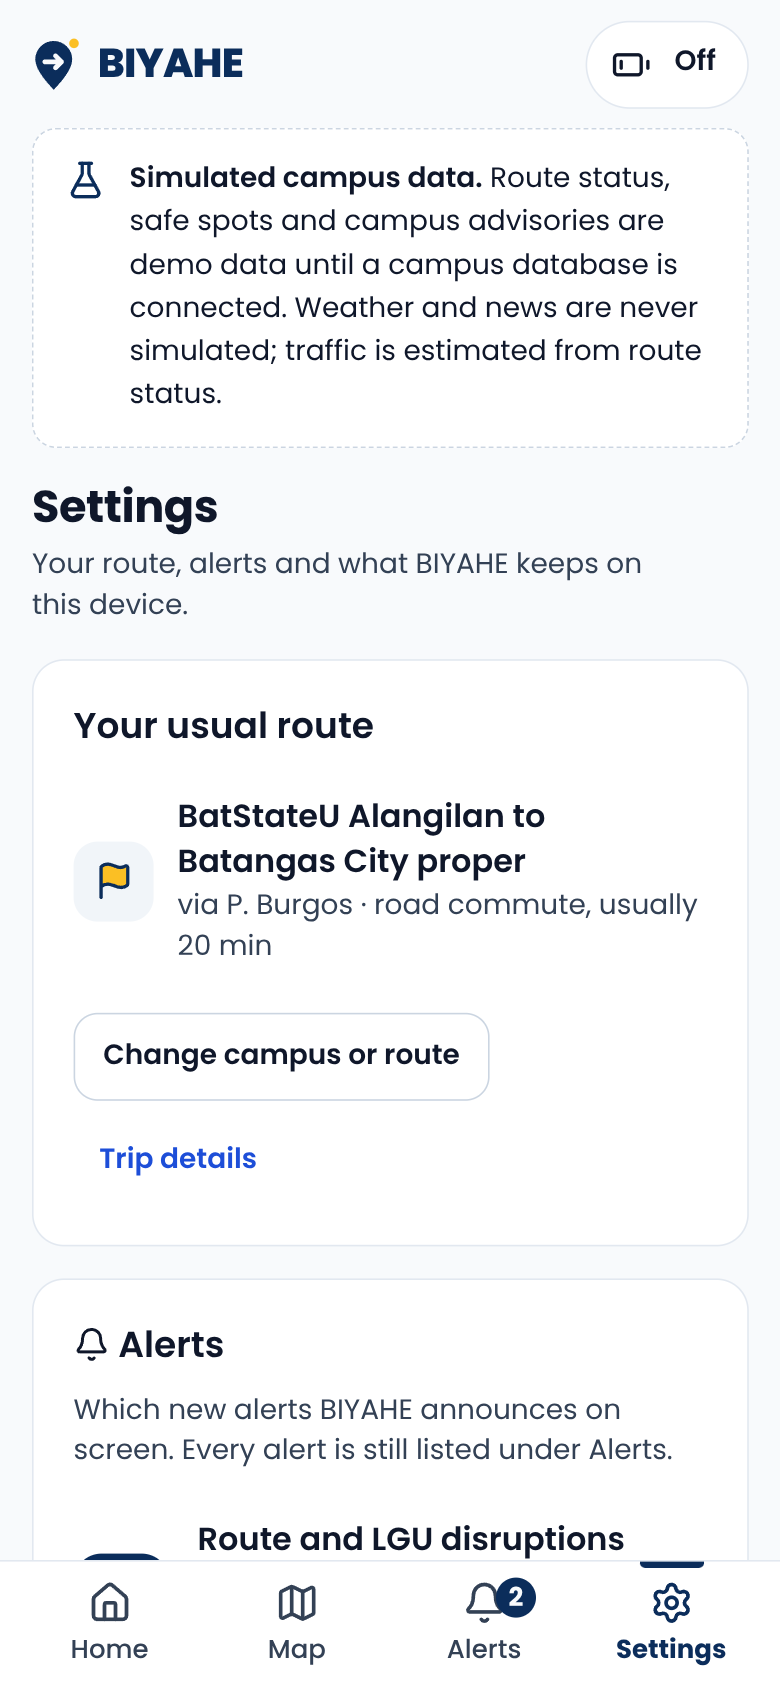 BIYAHE
Off
Simulated campus data. Route status,
safe spots and campus advisories are
demo data until a campus database is
connected. Weather and news are never
simulated; traffic is estimated from route
status.
Settings
Your route, alerts and what BIYAHE keeps on
this device.
Your usual route
BatStateU Alangilan to
Batangas City proper
via P. Burgos · road commute, usually
20 min
Change campus or route
Trip details
Alerts
Which new alerts BIYAHE announces on
screen. Every alert is still listed under Alerts.
Route and LGU disruptions
2
Home
Map
Alerts
Settings